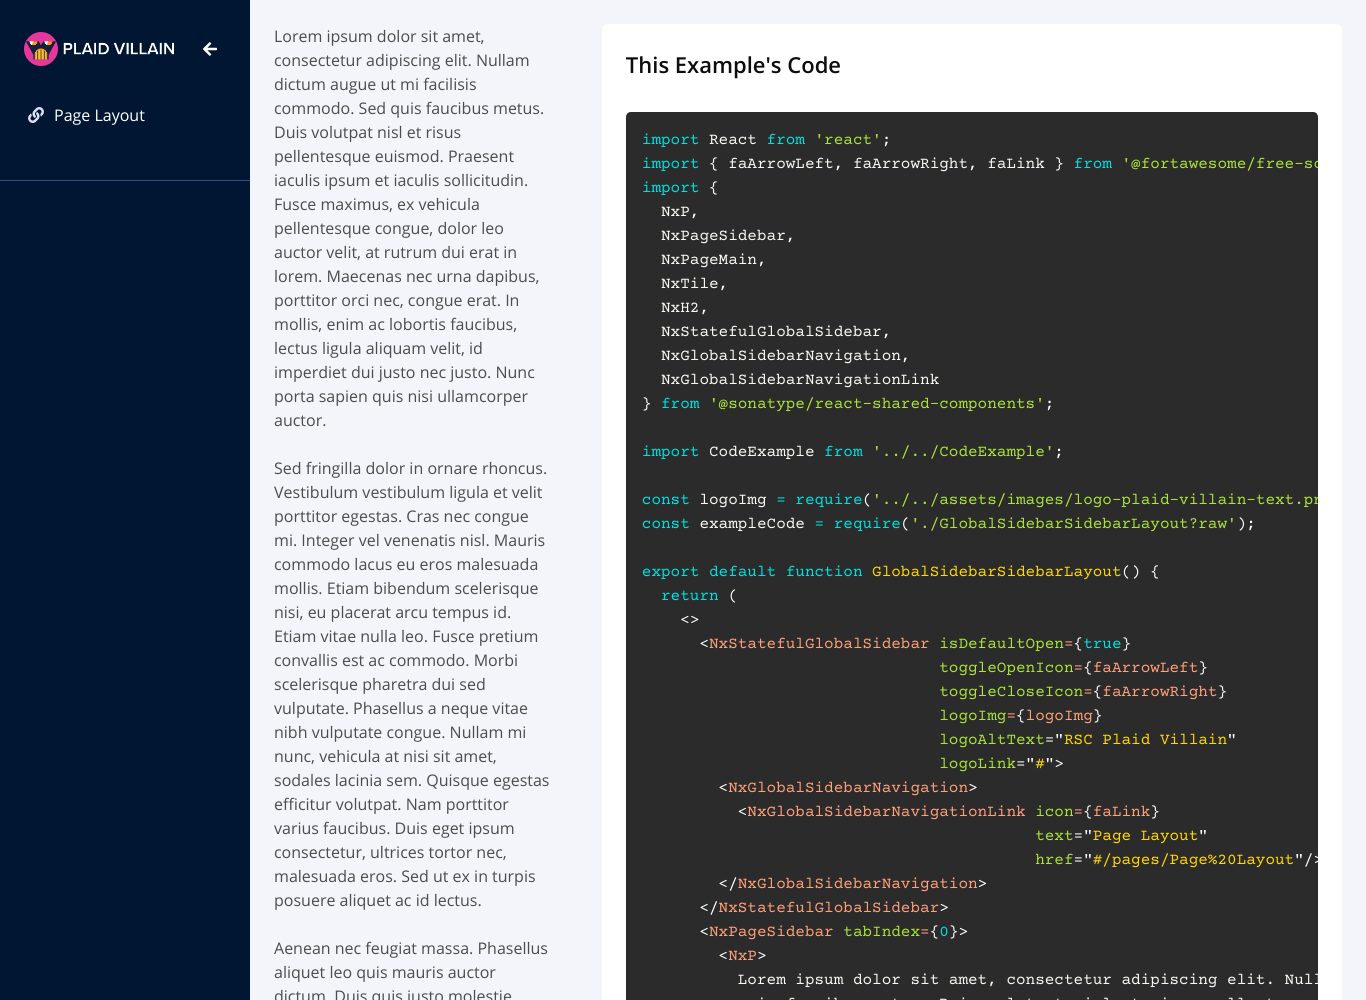 PLAID VILLAIN
Page Layout
Lorem ipsum dolor sit amet,
consectetur adipiscing elit. Nullam
dictum augue ut mi facilisis
commodo. Sed quis faucibus metus.
Duis volutpat nisl et risus
pellentesque euismod. Praesent
iaculis ipsum et iaculis sollicitudin.
Fusce maximus, ex vehicula
pellentesque congue, dolor leo
auctor velit, at rutrum dui erat in
lorem. Maecenas nec urna dapibus,
porttitor orci nec, congue erat. In
mollis, enim ac lobortis faucibus,
lectus ligula aliquam velit, id
imperdiet dui justo nec justo. Nunc
porta sapien quis nisi ullamcorper
auctor.
Sed fringilla dolor in ornare rhoncus.
Vestibulum vestibulum ligula et velit
porttitor egestas. Cras nec congue
mi. Integer vel venenatis nisl. Mauris
commodo lacus eu eros malesuada
mollis. Etiam bibendum scelerisque
nisi, eu placerat arcu tempus id.
Etiam vitae nulla leo. Fusce pretium
convallis est ac commodo. Morbi
scelerisque pharetra dui sed
vulputate. Phasellus a neque vitae
nibh vulputate congue. Nullam mi
nunc, vehicula at nisi sit amet,
sodales lacinia sem. Quisque egestas
efficitur volutpat. Nam porttitor
varius faucibus. Duis eget ipsum
consectetur, ultrices tortor nec,
malesuada eros. Sed ut ex in turpis
posuere aliquet ac id lectus.
Aenean nec feugiat massa. Phasellus
aliquet leo quis mauris auctor
dictum. Duis quis justo molestie
This Example's Code
import React from 'react';
import { faArrowLeft, faArrowRight, faLink } from '@fortawesome/free-so
import {
  NxP,
  NxPageSidebar,
  NxPageMain,
  NxTile,
  NxH2,
  NxStatefulGlobalSidebar,
  NxGlobalSidebarNavigation,
  NxGlobalSidebarNavigationLink
} from '@sonatype/react-shared-components';
import CodeExample from '../../CodeExample';
const logoImg = require('../../assets/images/logo-plaid-villain-text.pn
const exampleCode = require('./GlobalSidebarSidebarLayout?raw');
export default function GlobalSidebarSidebarLayout() {
  return (
    <>
      <NxStatefulGlobalSidebar isDefaultOpen={true}
                               toggleOpenIcon={faArrowLeft}
                               toggleCloseIcon={faArrowRight}
                               logoImg={logoImg}
                               logoAltText="RSC Plaid Villain"
                               logoLink="#">
        <NxGlobalSidebarNavigation>
          <NxGlobalSidebarNavigationLink icon={faLink}
                                         text="Page Layout"
                                         href="#/pages/Page%20Layout"/>
        </NxGlobalSidebarNavigation>
      </NxStatefulGlobalSidebar>
      <NxPageSidebar tabIndex={0}>
        <NxP>
          Lorem ipsum dolor sit amet, consectetur adipiscing elit. Null